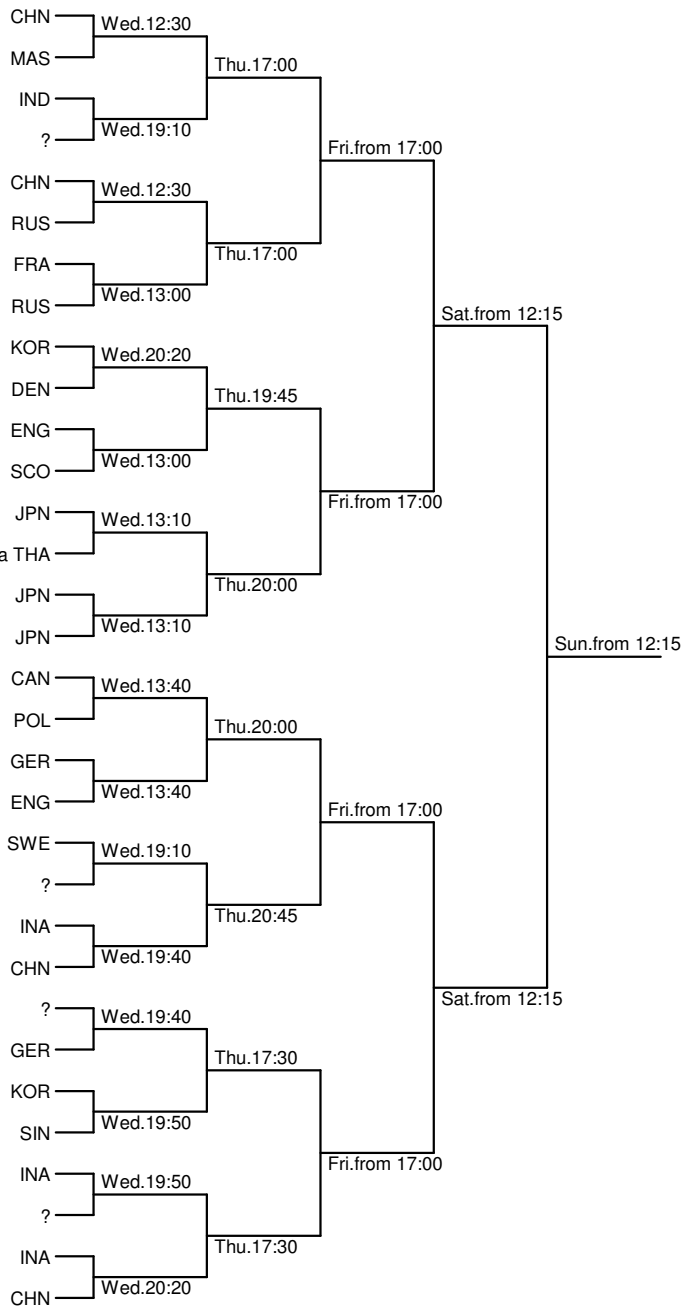 CHN
Wed.12:30
MAS
Thu.17:00
IND
Wed.19:10
?
Fri.from 17:00
CHN
Wed.12:30
RUS
Thu.17:00
FRA
Wed.13:00
RUS
Sat.from 12:15
KOR
Wed.20:20
DEN
Thu.19:45
ENG
Wed.13:00
SCO
Fri.from 17:00
JPN
Wed.13:10
a THA
Thu.20:00
JPN
Wed.13:10
JPN
Sun.from 12:15
CAN
Wed.13:40
POL
Thu.20:00
GER
Wed.13:40
ENG
Fri.from 17:00
SWE
Wed.19:10
?
Thu.20:45
INA
Wed.19:40
CHN
Sat.from 12:15
?
Wed.19:40
GER
Thu.17:30
KOR
Wed.19:50
SIN
Fri.from 17:00
INA
Wed.19:50
?
Thu.17:30
INA
Wed.20:20
CHN